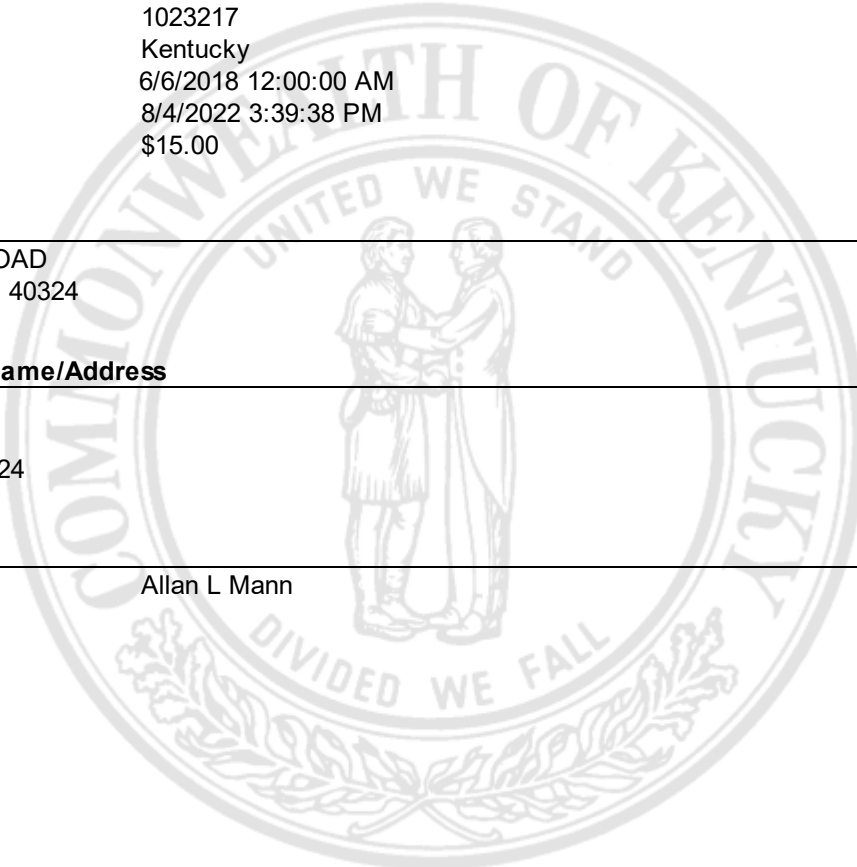 1023217
Kentucky
6/6/2018 12:00:00 AM
8/4/2022 3:39:38 PM
$15.00
OAD
40324
ame/Address
24
Allan L Mann
COMMONWEALTH OF KENTUCKY
UNITED WE STAND
DIVIDED WE FALL